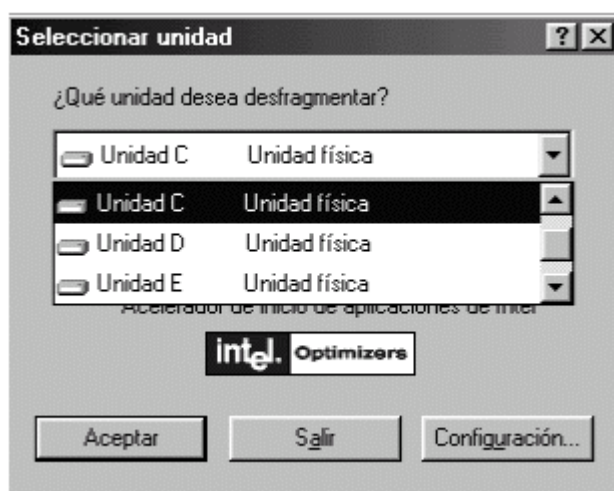 Seleccionar unidad
¿Qué unidad desea desfragmentar?
Unidad C Unidad física
Unidad C Unidad física
Unidad D Unidad física
Unidad E Unidad física
Acelerador de inicio de aplicaciones de Intel
intel. Optimizers
Aceptar Salir Configuración...